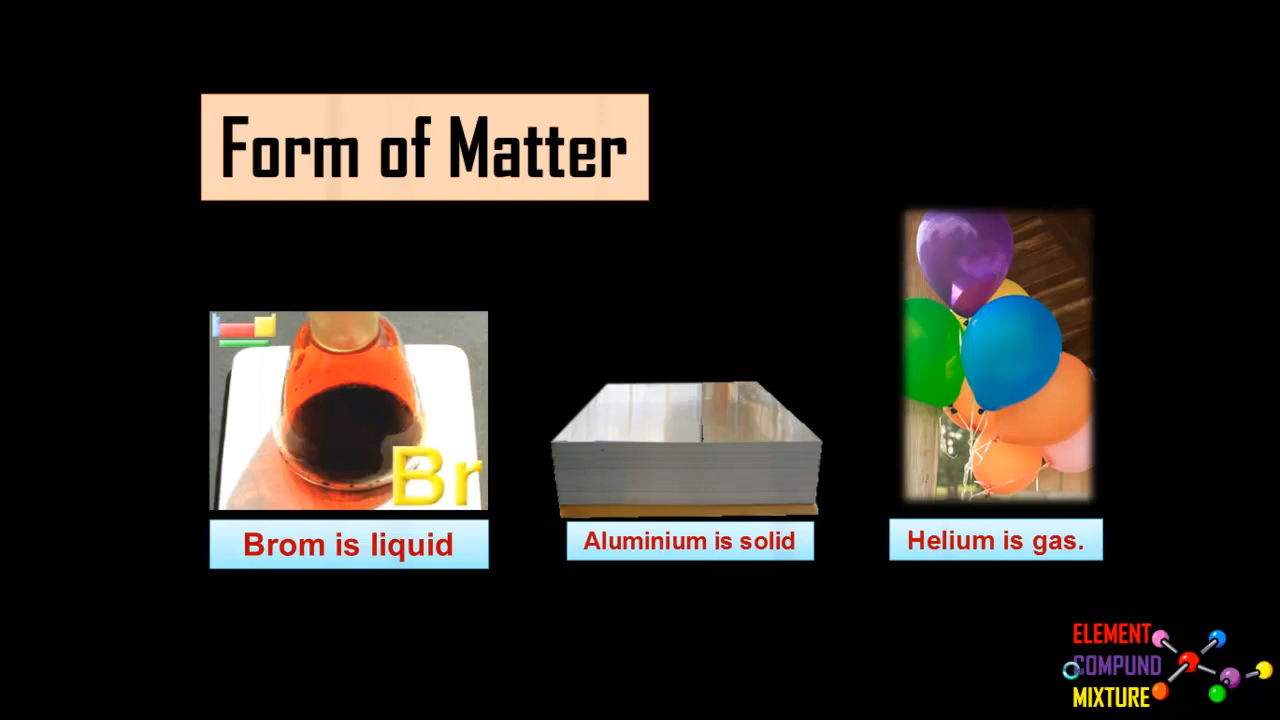 Form of Matter
Br
Brom is liquid
Aluminium is solid
Helium is gas.
ELEMENT
COMPUND
MIXTURE